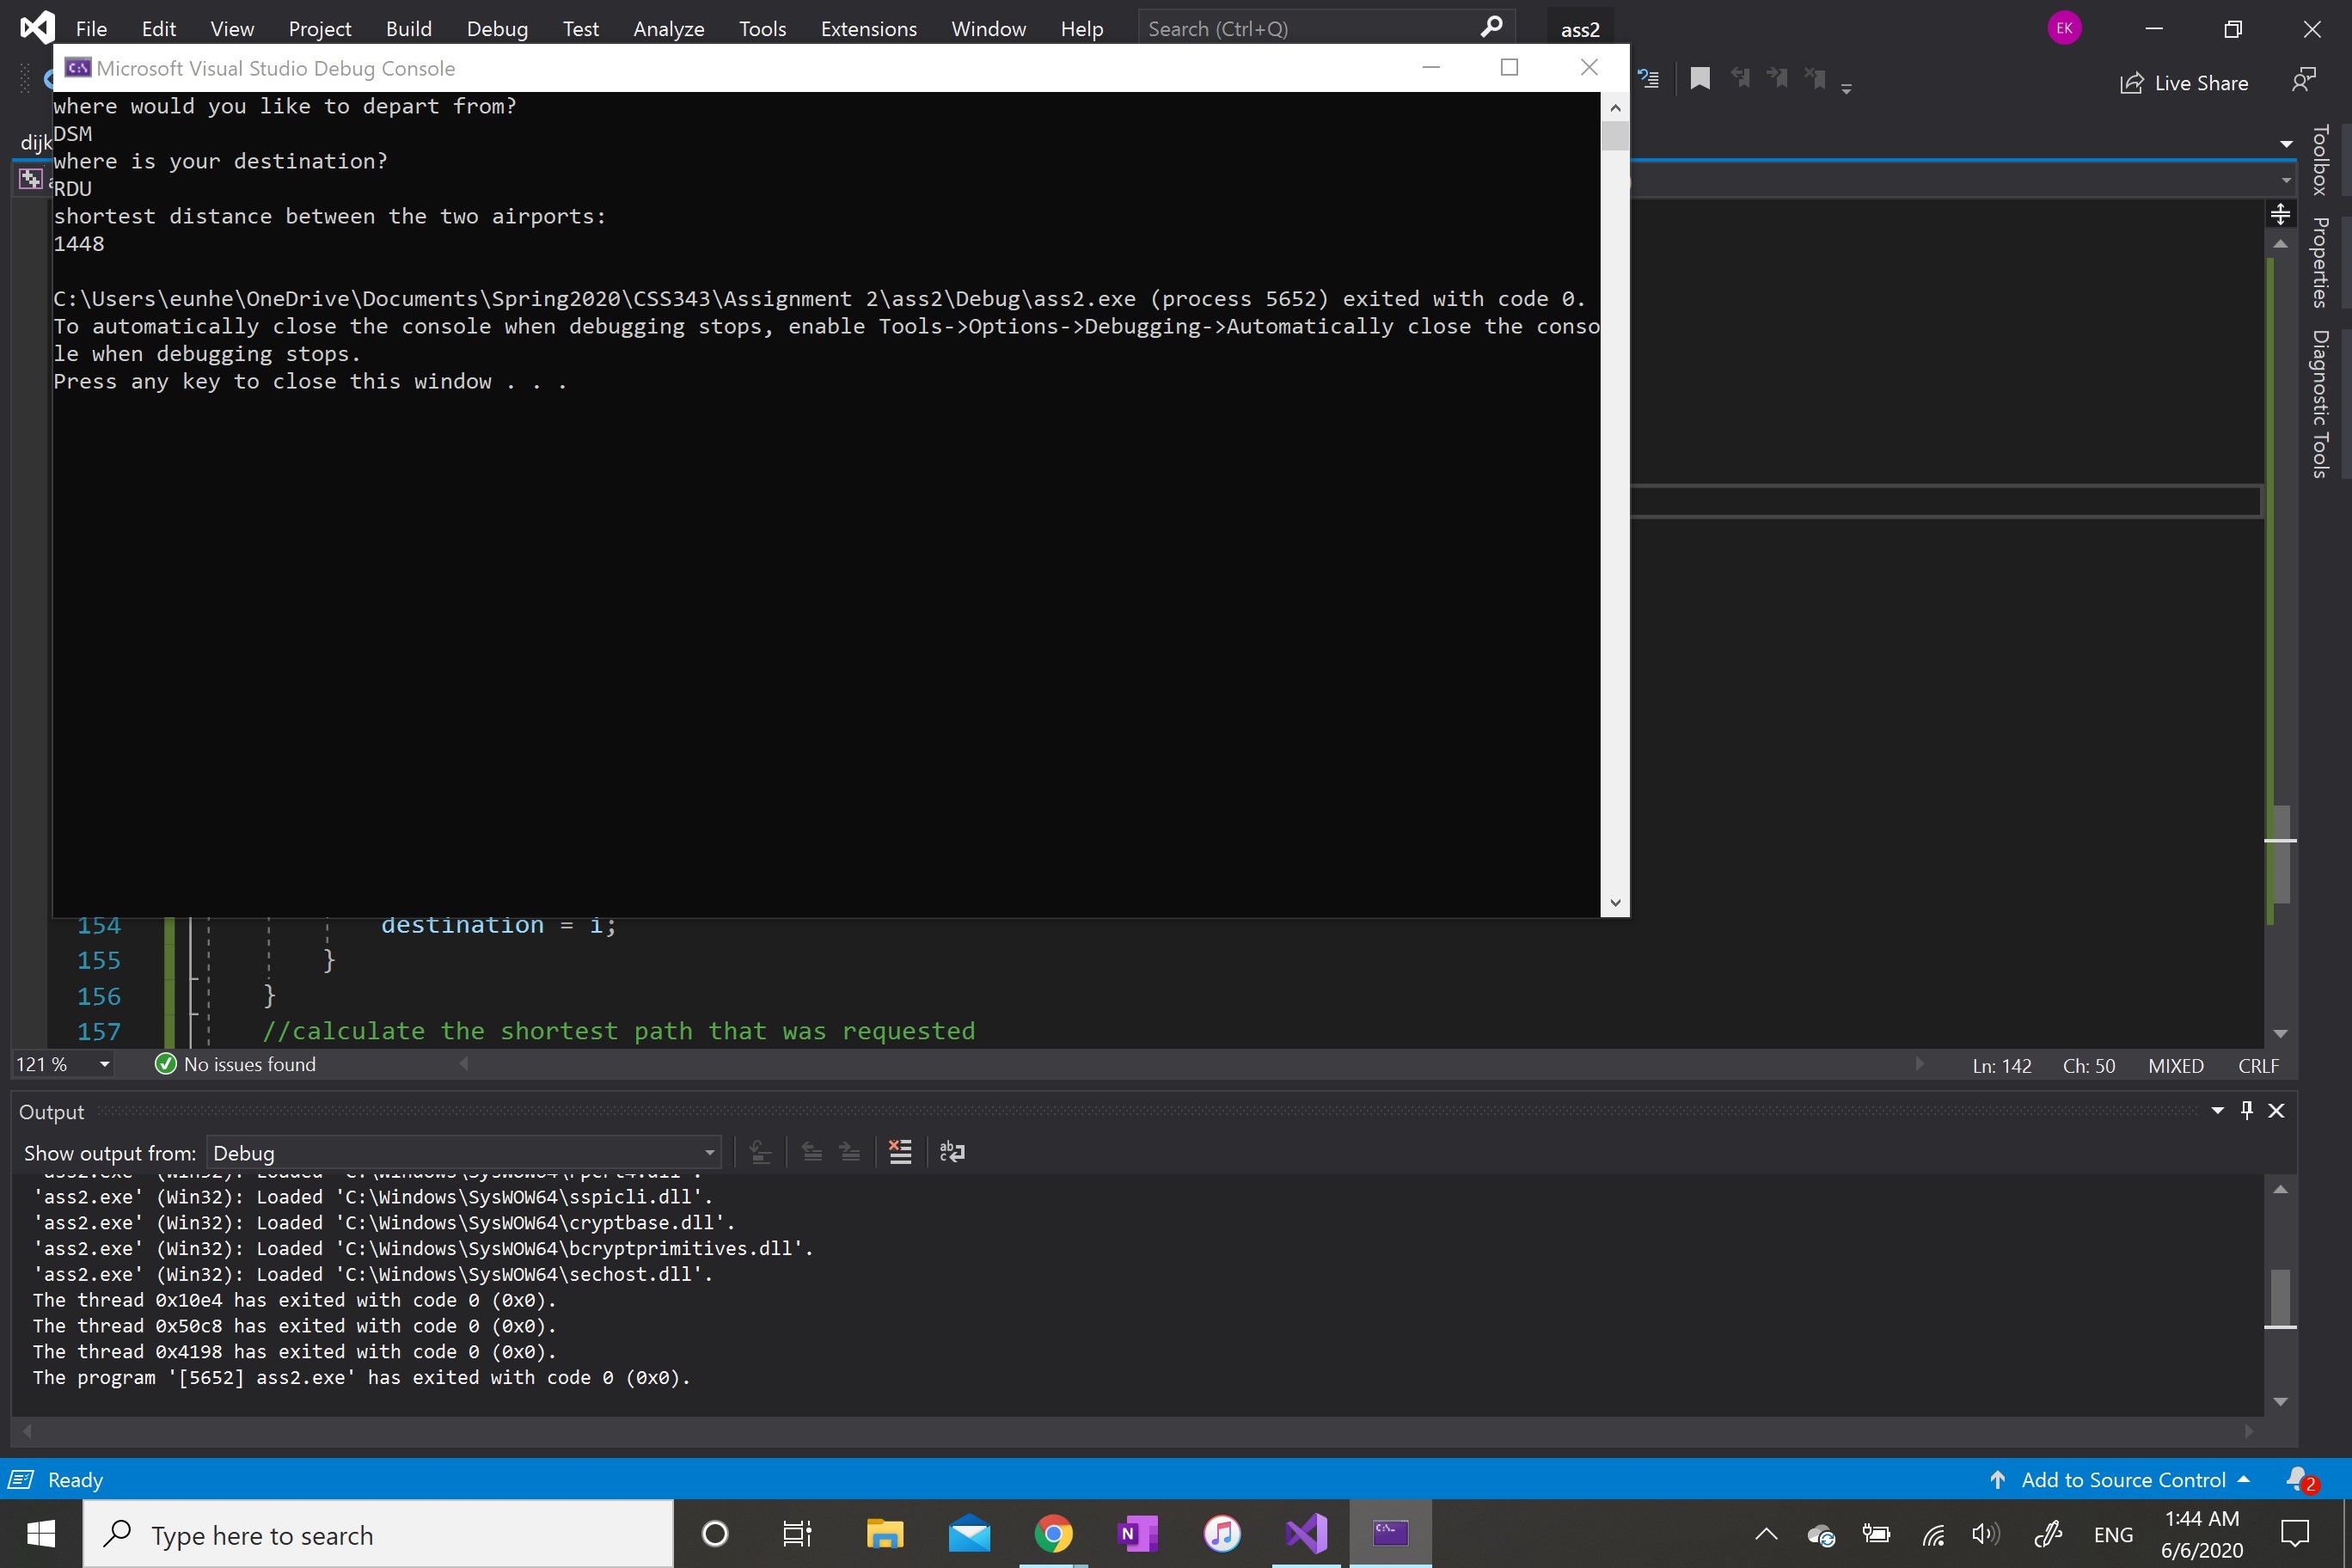 File Edit View Project Build Debug Test Analyze Tools Extensions Window Help Search (Ctrl+Q) ass2 EK
Microsoft Visual Studio Debug Console
Live Share
dijk
where would you like to depart from?
DSM
where is your destination?
RDU
shortest distance between the two airports:
1448
C:\Users\eunhe\OneDrive\Documents\Spring2020\CSS343\Assignment 2\ass2\Debug\ass2.exe (process 5652) exited with code 0.
To automatically close the console when debugging stops, enable Tools->Options->Debugging->Automatically close the conso
le when debugging stops.
Press any key to close this window . . .
Toolbox
Properties
Diagnostic Tools
154 destination = i;
155 }
156 }
157 //calculate the shortest path that was requested
121 % No issues found Ln: 142 Ch: 50 MIXED CRLF
Output
Show output from: Debug
'ass2.exe' (Win32): Loaded 'C:\Windows\SysWOW64\rpcrt4.dll'.
'ass2.exe' (Win32): Loaded 'C:\Windows\SysWOW64\sspicli.dll'.
'ass2.exe' (Win32): Loaded 'C:\Windows\SysWOW64\cryptbase.dll'.
'ass2.exe' (Win32): Loaded 'C:\Windows\SysWOW64\bcryptprimitives.dll'.
'ass2.exe' (Win32): Loaded 'C:\Windows\SysWOW64\sechost.dll'.
The thread 0x10e4 has exited with code 0 (0x0).
The thread 0x50c8 has exited with code 0 (0x0).
The thread 0x4198 has exited with code 0 (0x0).
The program '[5652] ass2.exe' has exited with code 0 (0x0).
Ready Add to Source Control 2
Type here to search ENG 1:44 AM
6/6/2020